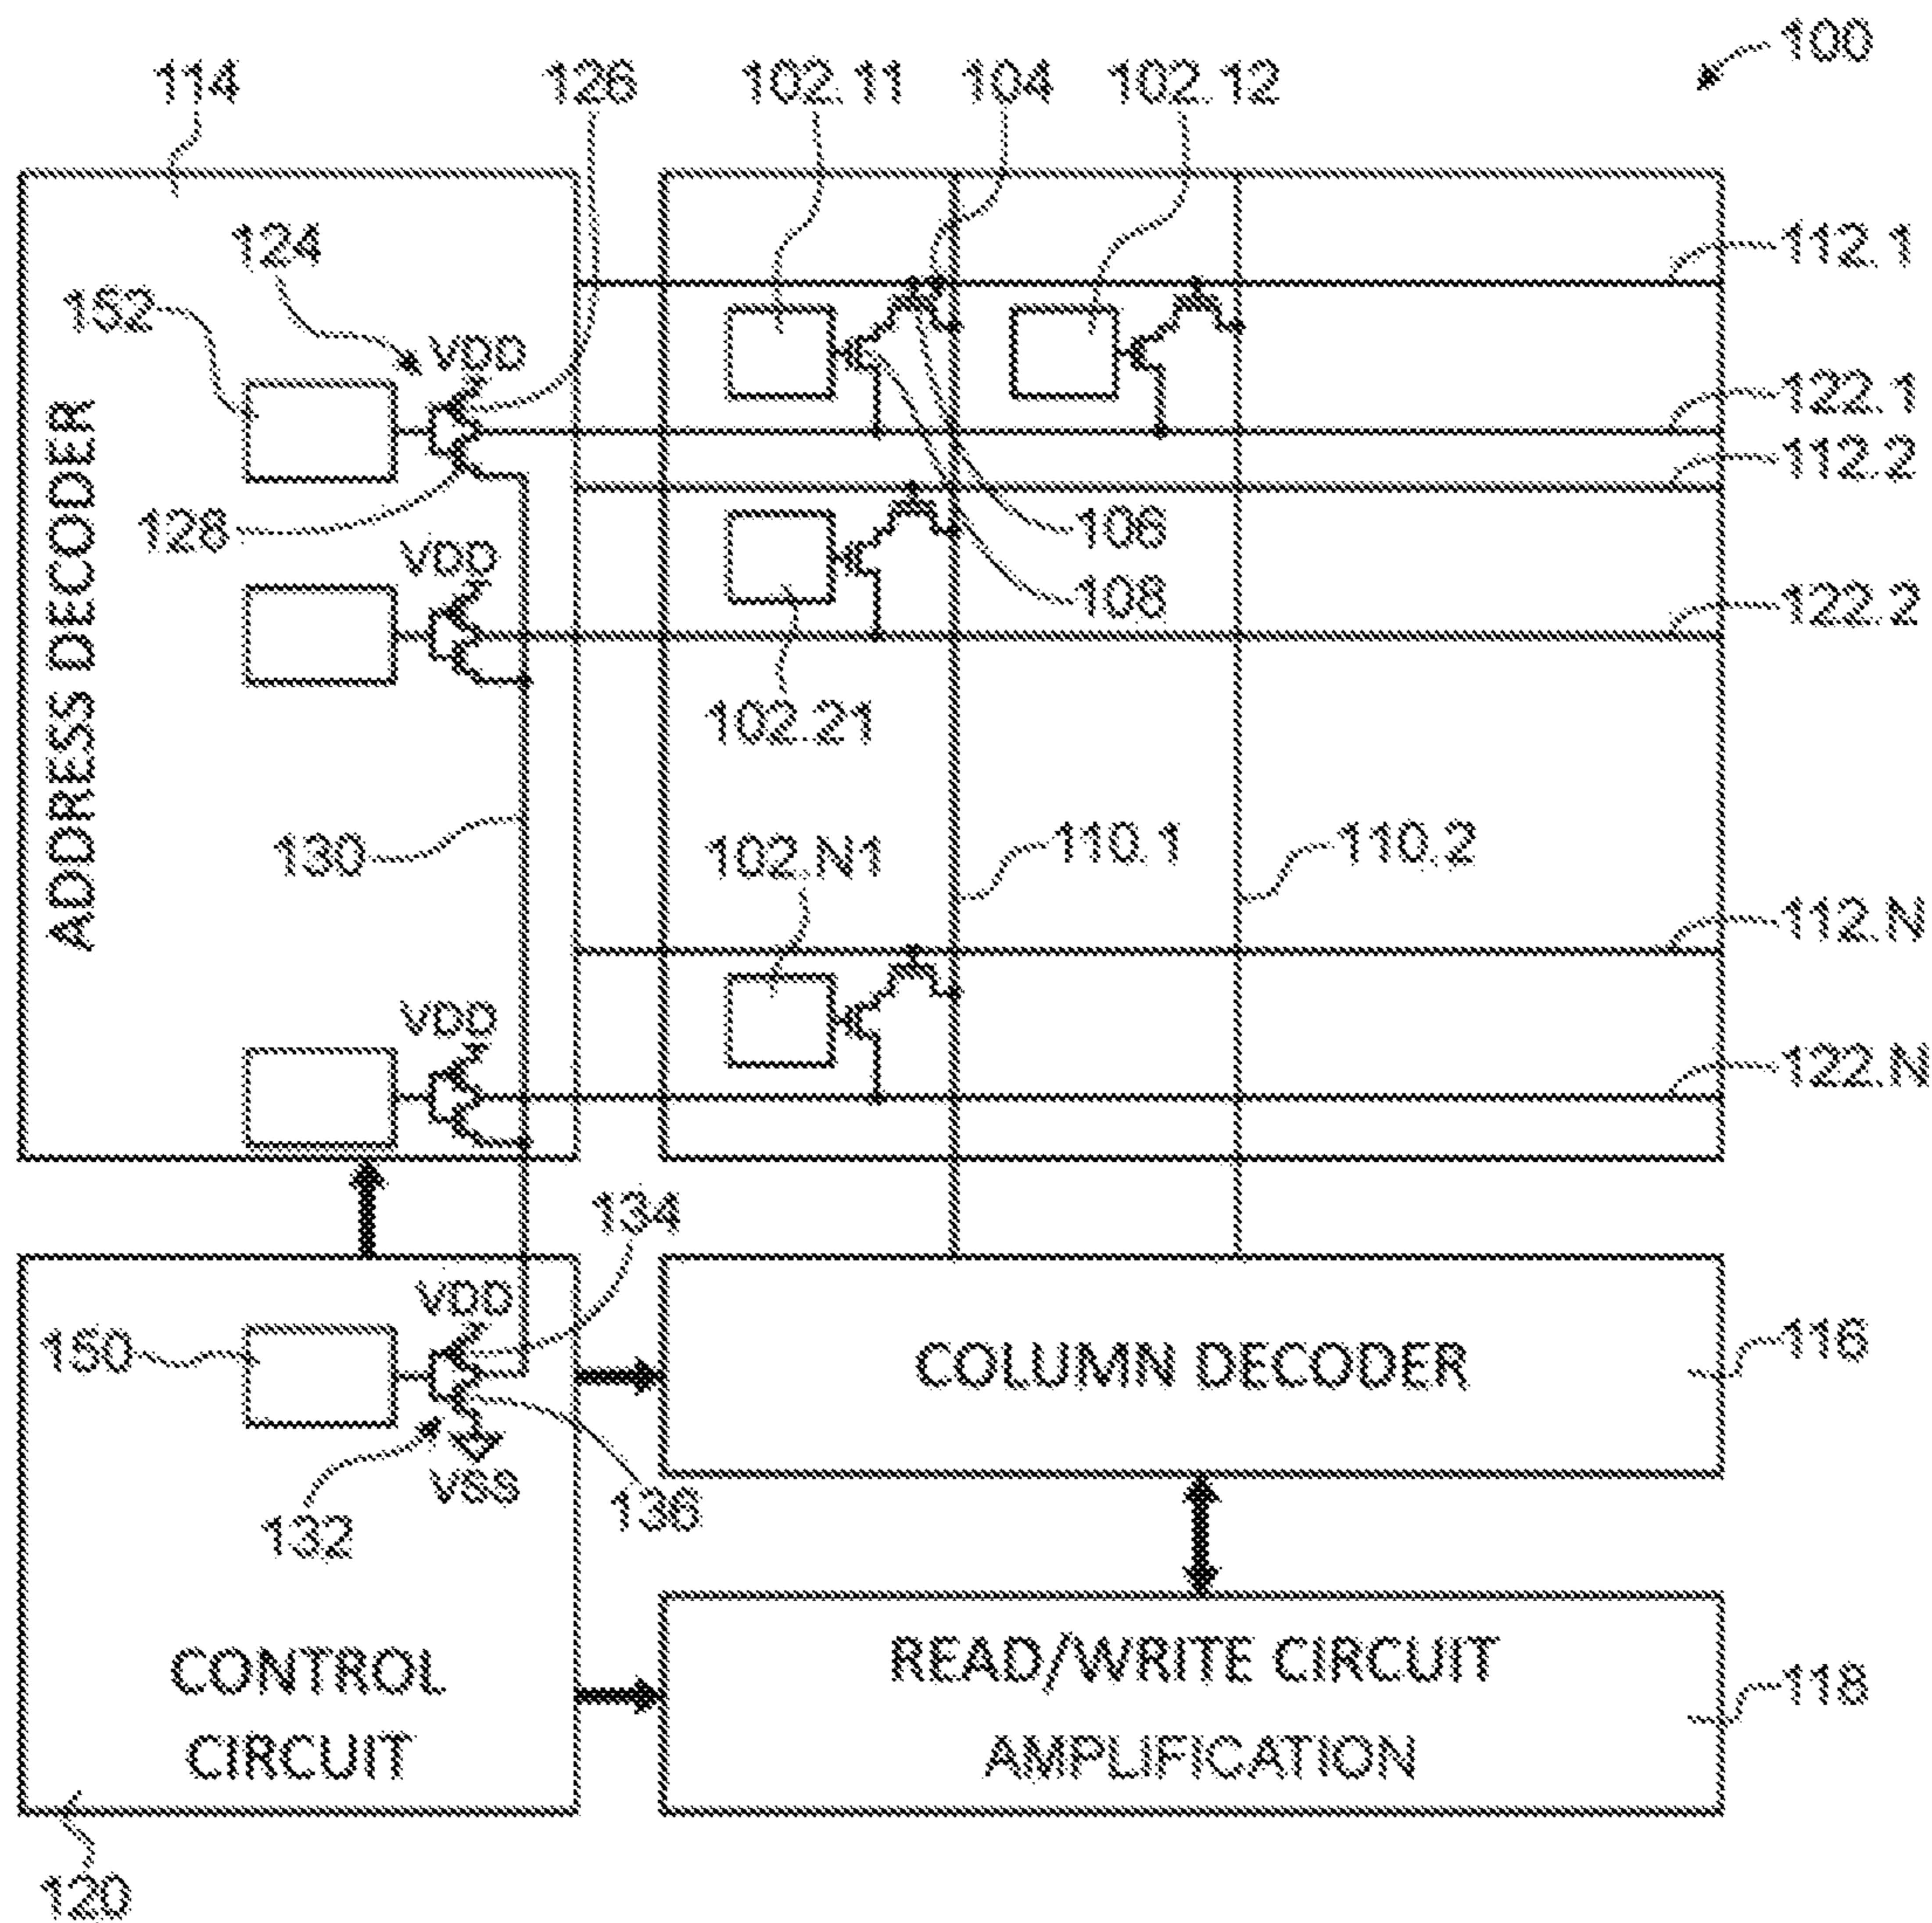 100
114
126
102.11
104
102.12
112.1
124
152
VDD
122.1
112.2
128
106
VDD
108
122.2
102.21
ADDRESS DECODER
130
102.N1
110.1
110.2
112.N
VDD
122.N
134
VDD
150
COLUMN DECODER
116
VSS
136
132
CONTROL
CIRCUIT
READ/WRITE CIRCUIT
AMPLIFICATION
118
120